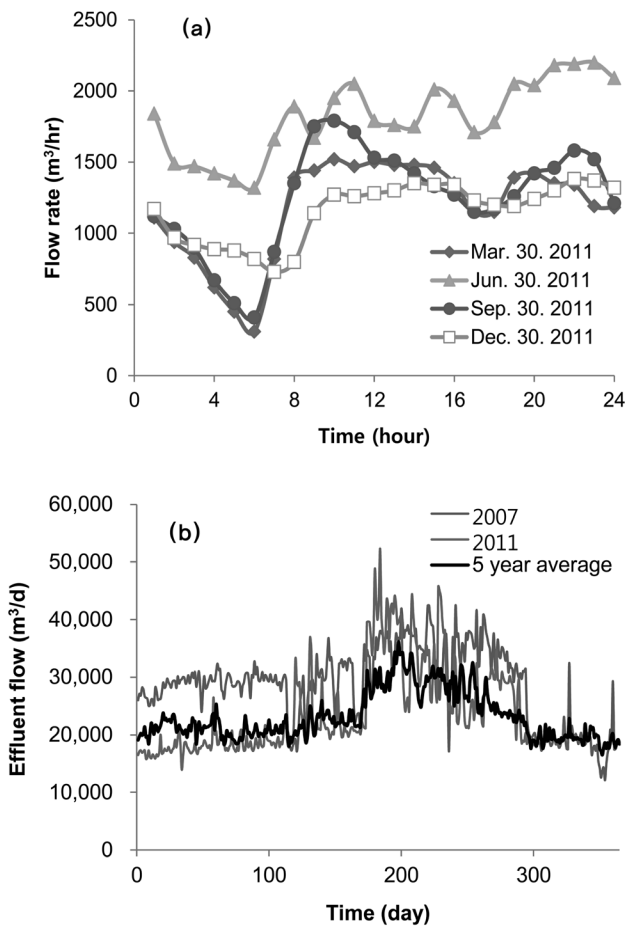 (a)
Flow rate (m³/hr)
2500
2000
1500
1000
500
0
Mar. 30. 2011
Jun. 30. 2011
Sep. 30. 2011
Dec. 30. 2011
0 4 8 12 16 20 24
Time (hour)
(b)
Effluent flow (m³/d)
60,000
50,000
40,000
30,000
20,000
10,000
0
2007
2011
5 year average
0 100 200 300
Time (day)